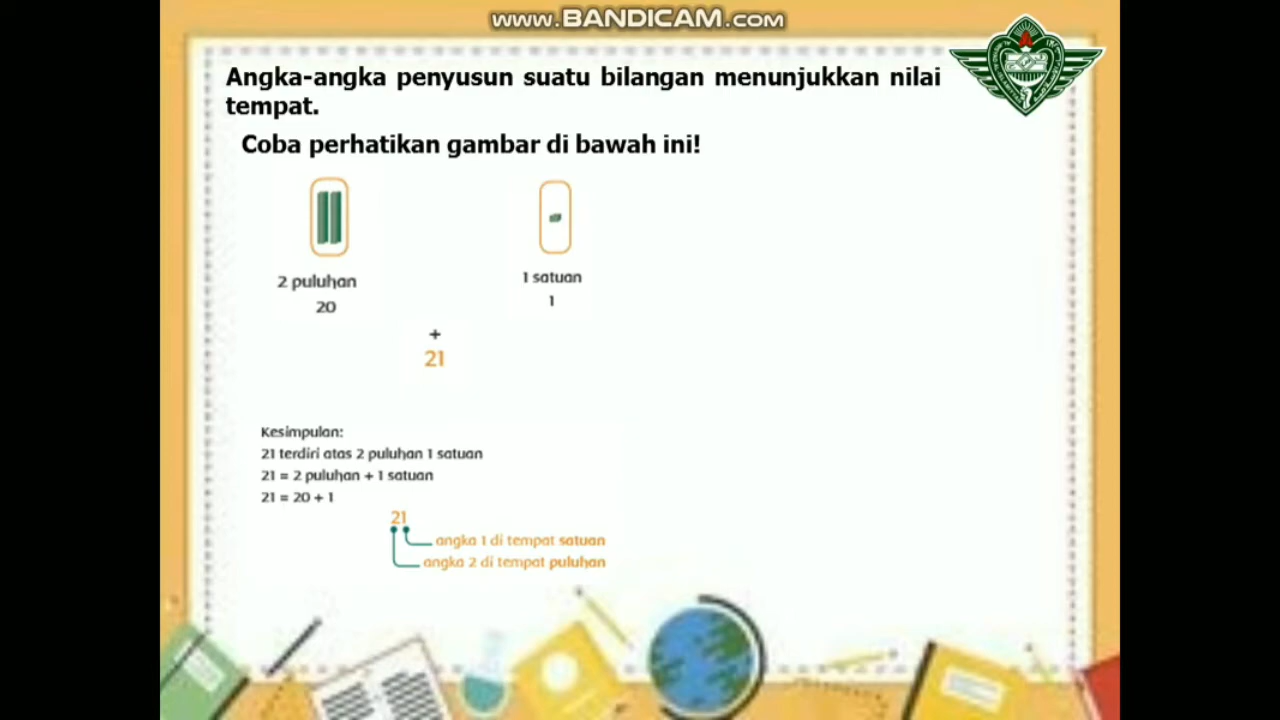 www.BANDICAM.com
Angka-angka penyusun suatu bilangan menunjukkan nilai
tempat.
Coba perhatikan gambar di bawah ini!
2 puluhan
20
1 satuan
1
+
21
Kesimpulan:
21 terdiri atas 2 puluhan 1 satuan
21 = 2 puluhan + 1 satuan
21 = 20 + 1
21
angka 1 di tempat satuan
angka 2 di tempat puluhan